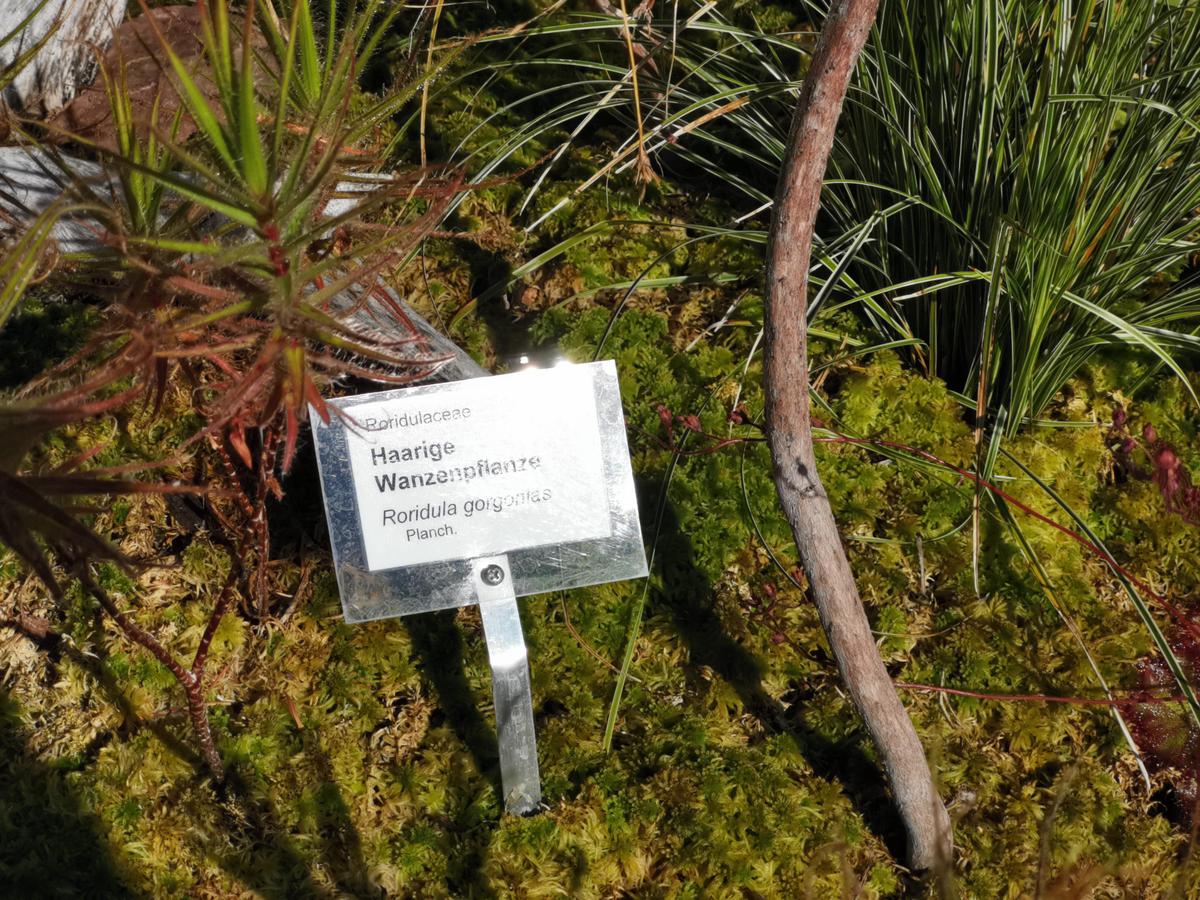 Roridulaceae
Haarige
Wanzenpflanze
Roridula gorgonias
Planch.